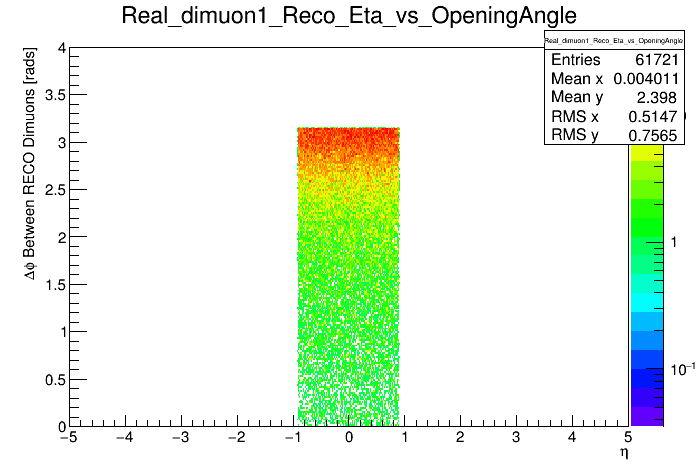 Real_dimuon1_Reco_Eta_vs_OpeningAngle
Real_dimuon1_Reco_Eta_vs_OpeningAngle
Entries 61721
Mean x 0.004011
Mean y 2.398
RMS x 0.5147
RMS y 0.7565
Δϕ Between RECO Dimuons [rads]
4
3.5
3
2.5
2
1.5
1
0.5
0
−5 −4 −3 −2 −1 0 1 2 3 4 5
η
1
10⁻¹